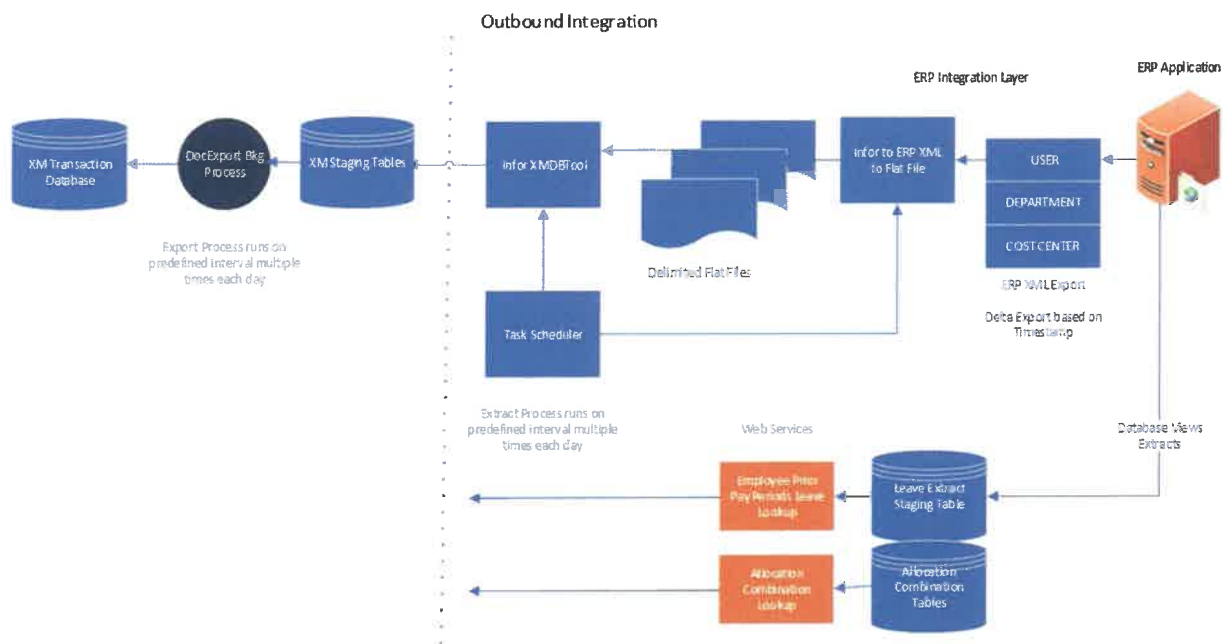 Outbound Integration
ERP Application
ERP Integration Layer
XM Transaction
Database
DocExport Bkg
Process
XM Staging Tables
Infor XMDBTool
Infor to ERP XML
to Flat File
USER
DEPARTMENT
COSTCENTER
Export Process runs on
predefined interval multiple
times each day
Delimited Flat Files
ERP XML Export
Delta Export based on
Timestamp
Task Scheduler
Extract Process runs on
predefined interval multiple
times each day
Web Services
Database Views
Extracts
Employee Prior
Pay Periods Leave
Lookup
Leave Extract
Staging Table
Allocation
Combination
Lookup
Allocation
Combination
Tables